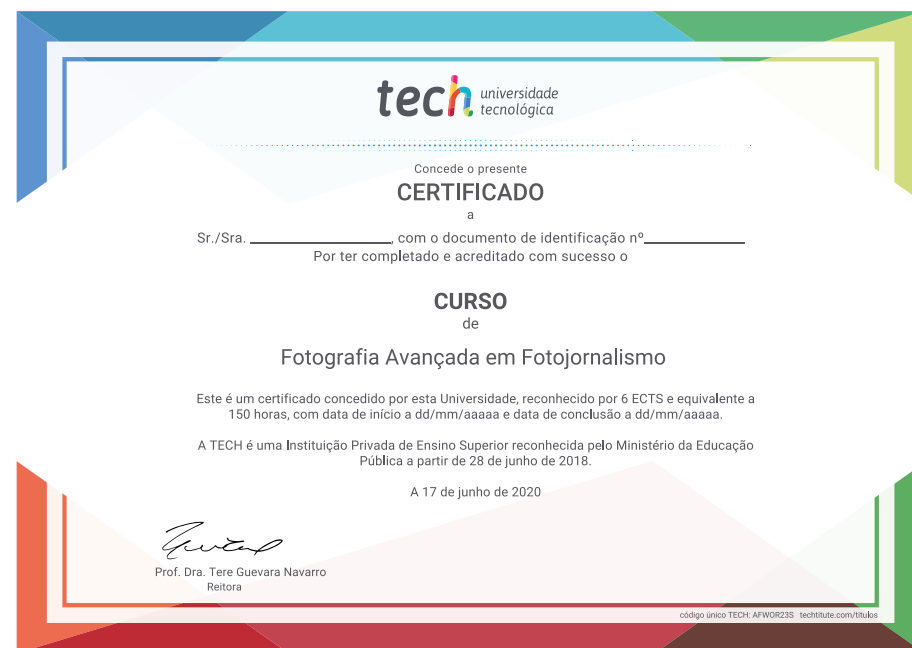 tech universidade
tecnológica
Concede o presente
CERTIFICADO
a
Sr./Sra. ____________________, com o documento de identificação nº______________
Por ter completado e acreditado com sucesso o
CURSO
de
Fotografia Avançada em Fotojornalismo
Este é um certificado concedido por esta Universidade, reconhecido por 6 ECTS e equivalente a
150 horas, com data de início a dd/mm/aaaaa e data de conclusão a dd/mm/aaaaa.
A TECH é uma Instituição Privada de Ensino Superior reconhecida pelo Ministério da Educação
Pública a partir de 28 de junho de 2018.
A 17 de junho de 2020
Prof. Dra. Tere Guevara Navarro
Reitora
código único TECH: AFWOR23S techtitute.com/titulos